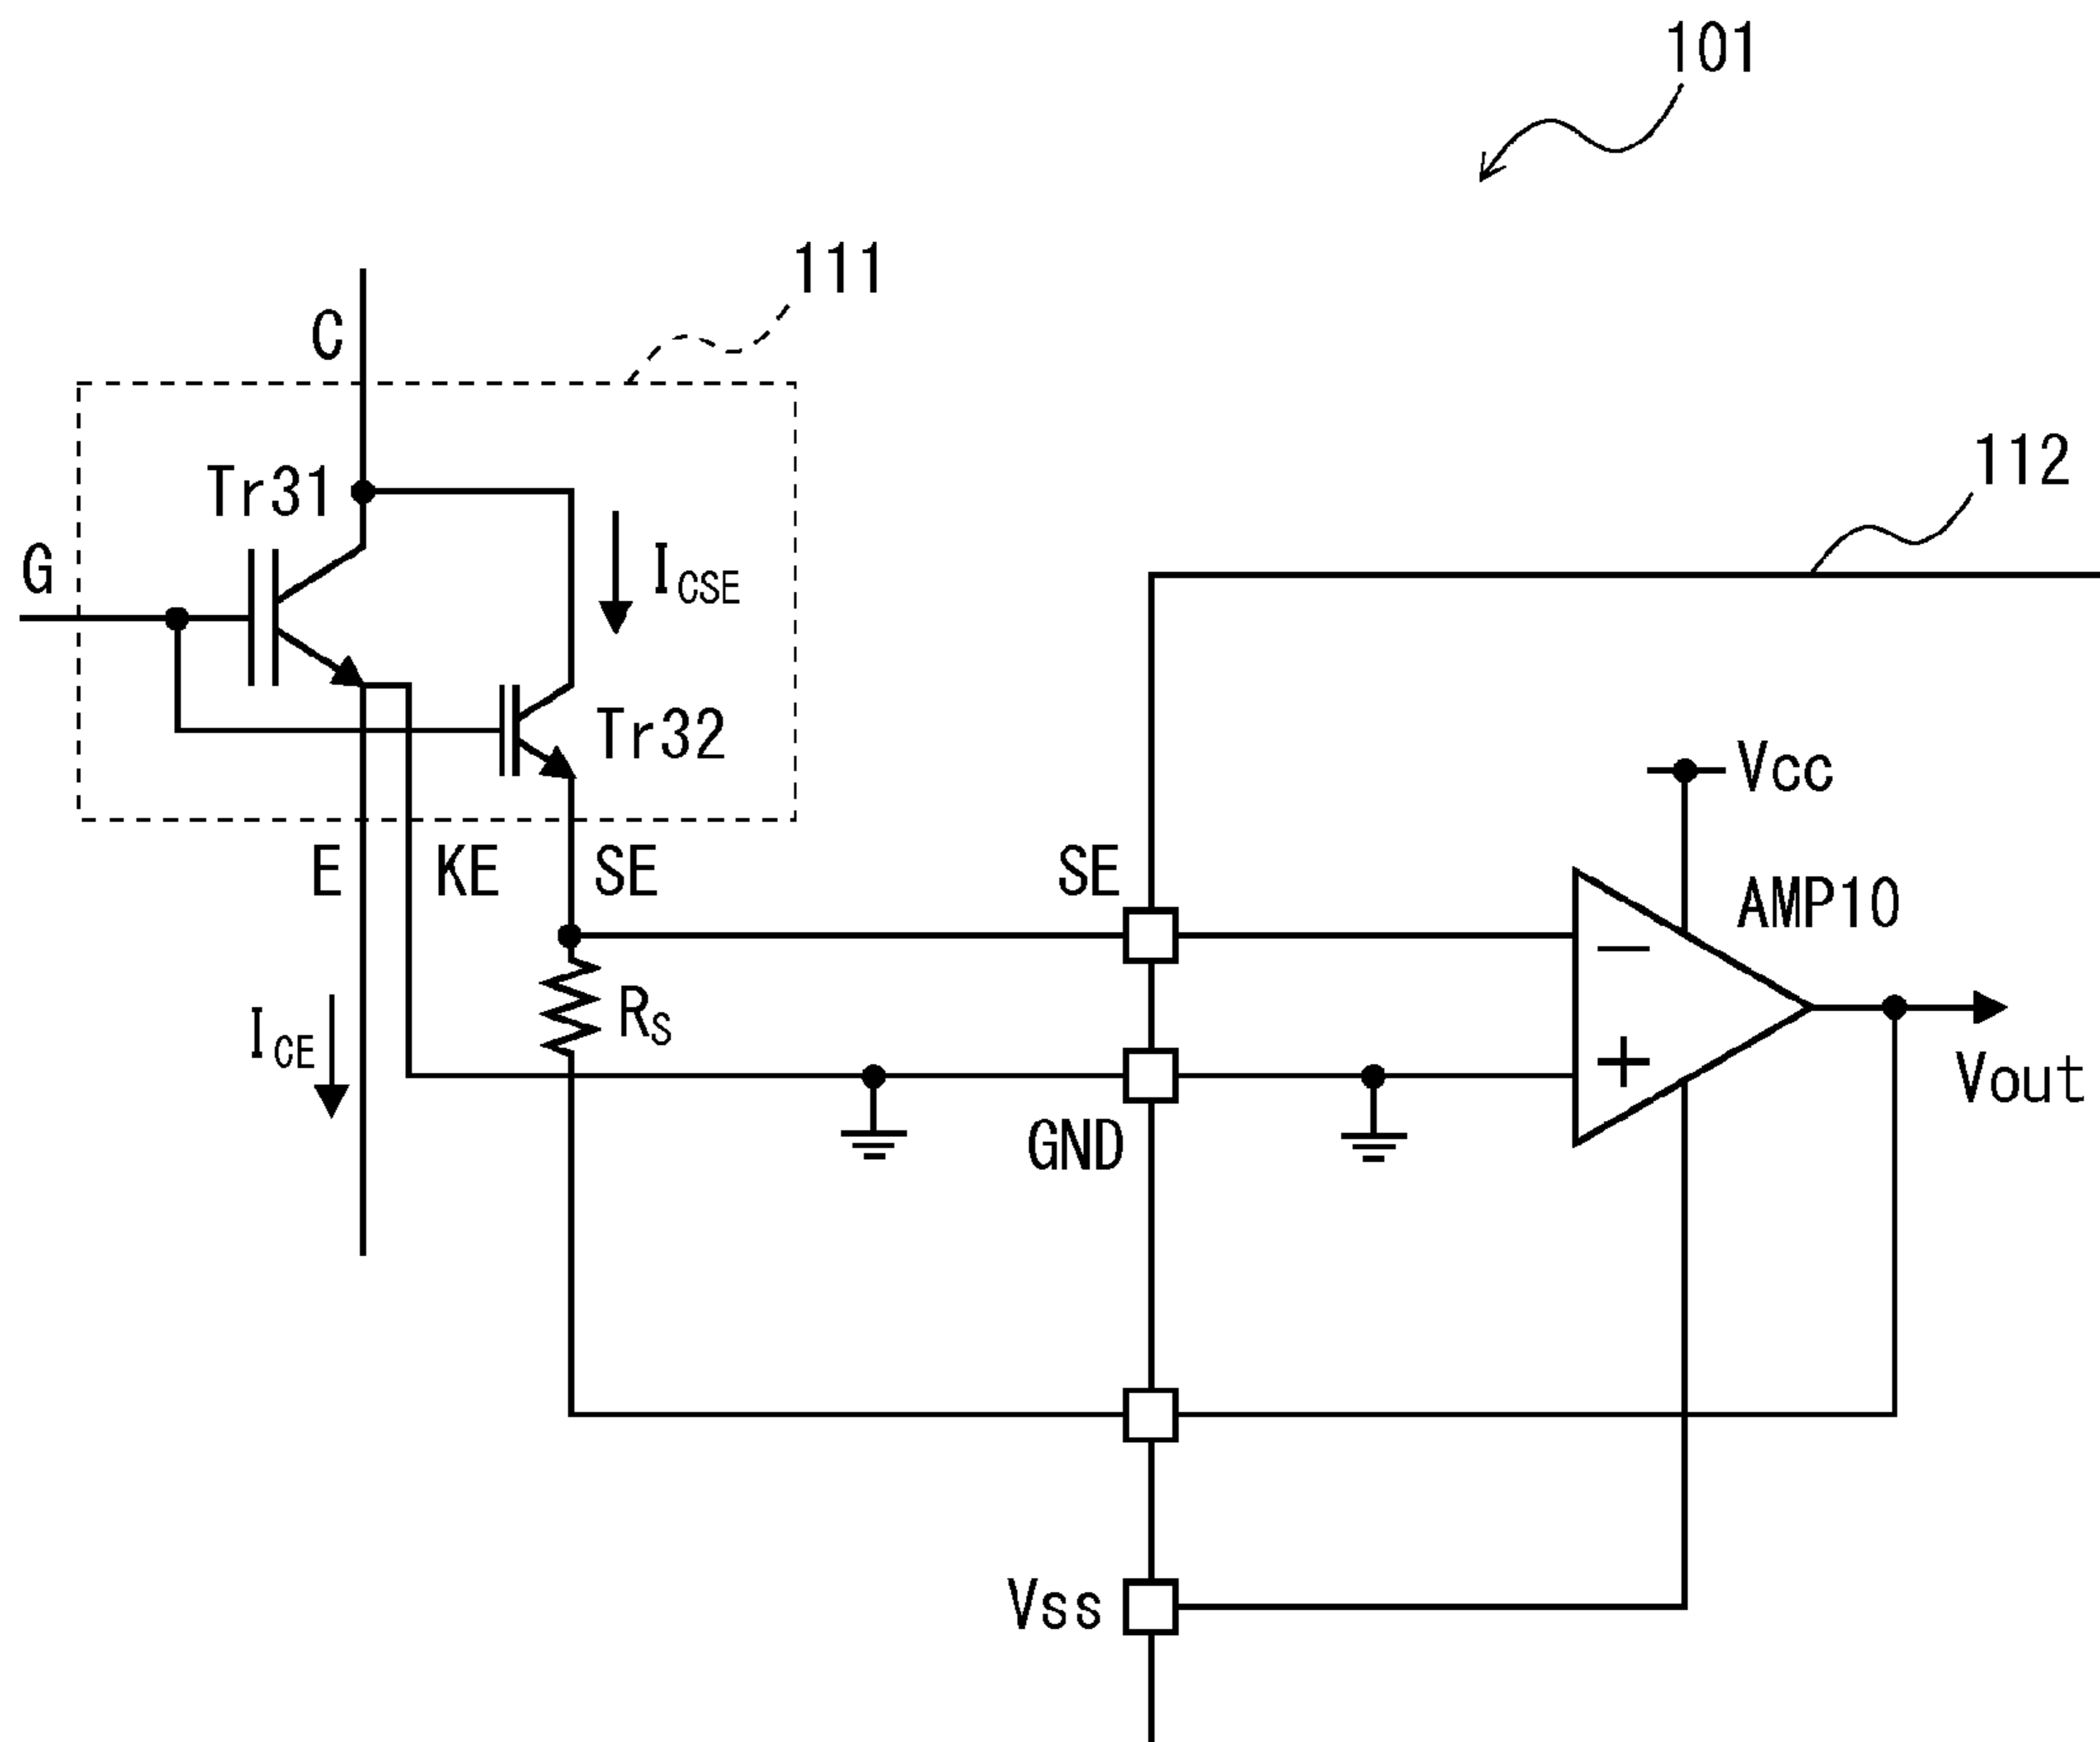 101
111
C
112
Tr31
G
ICSE
Tr32
Vcc
E
KE
SE
SE
AMP10
−
RS
ICE
+
Vout
GND
Vss